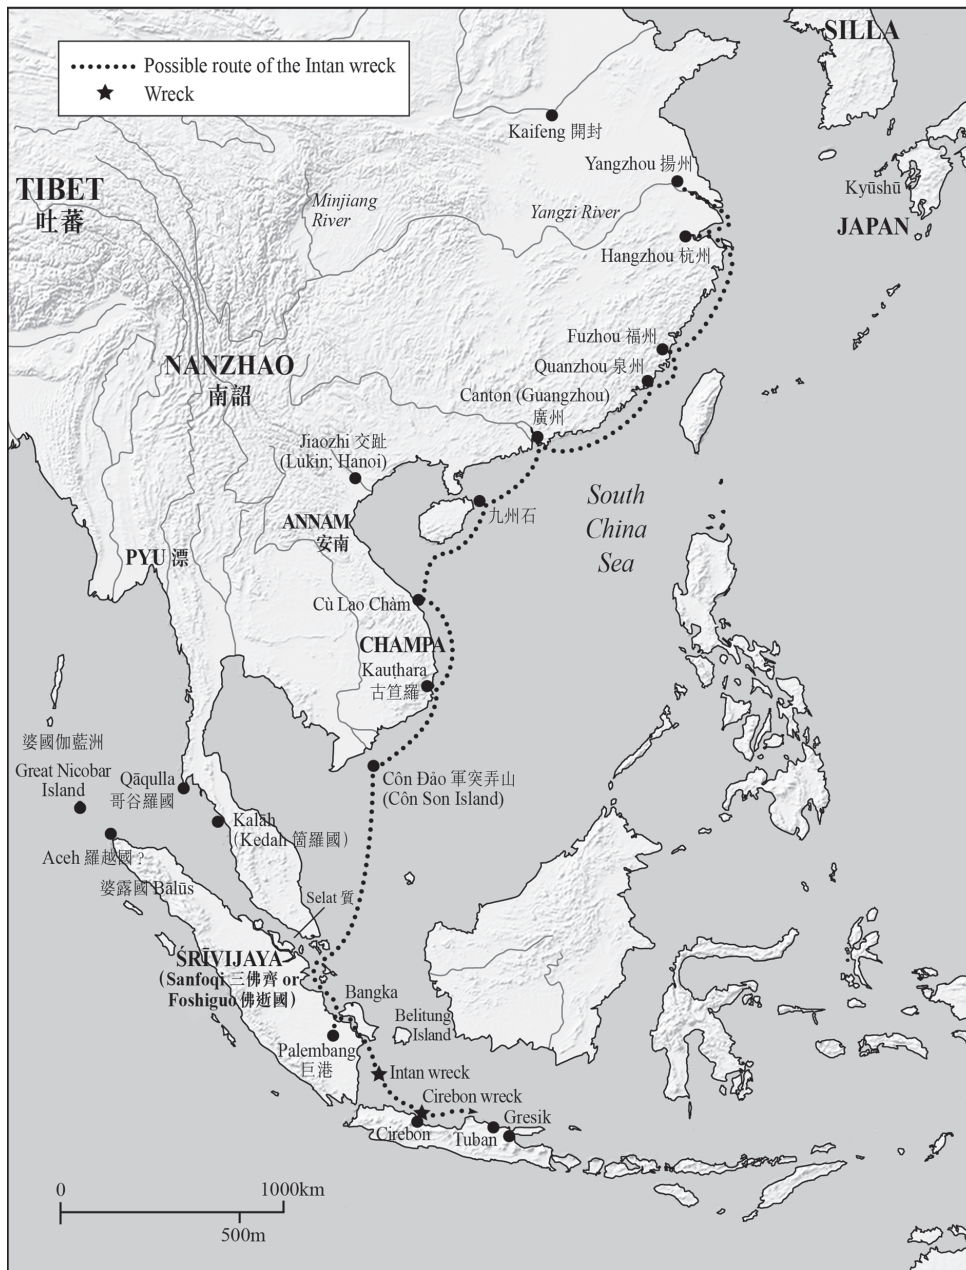 SILLA
Possible route of the Intan wreck
Wreck
Kaifeng 開封
Yangzhou 揚州
TIBET
吐蕃
Minjiang
River
Yangzi River
Kyūshū
JAPAN
Hangzhou 杭州
Fuzhou 福州
NANZHAO
南詔
Quanzhou 泉州
Canton (Guangzhou)
廣州
Jiaozhi 交趾
(Lukin; Hanoi)
South
China
Sea
九州石
ANNAM
安南
PYU 漂
Cù Lao Chàm
CHAMPA
Kauṭhara
古笪羅
婆國伽藍洲
Great Nicobar
Island
Qāqulla
哥谷羅國
Côn Đảo 軍突弄山
(Côn Son Island)
Kalāh
(Kedah 箇羅國)
Aceh 羅越國?
婆露國 Bālūs
Selat 質
ŚRĪVIJAYA
(Sanfoqi 三佛齊 or
Foshiguo 佛逝國)
Bangka
Belitung
Island
Palembang
巨港
Intan wreck
Cirebon wreck
Gresik
Cirebon
Tuban
0
1000km
500m